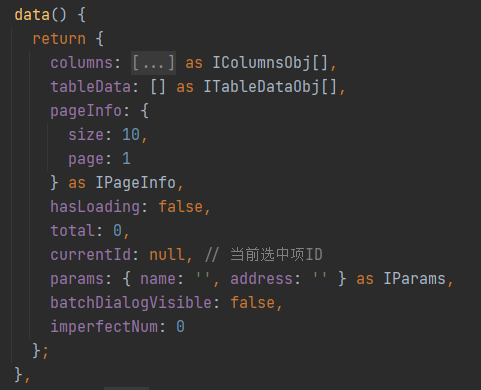 data() {
return {
columns: [...] as IColumnsObj[],
tableData: [] as ITableDataObj[],
pageInfo: {
size: 10,
page: 1
} as IPageInfo,
hasLoading: false,
total: 0,
currentId: null, // 当前选中项ID
params: { name: '', address: '' } as IParams,
batchDialogVisible: false,
imperfectNum: 0
};
},